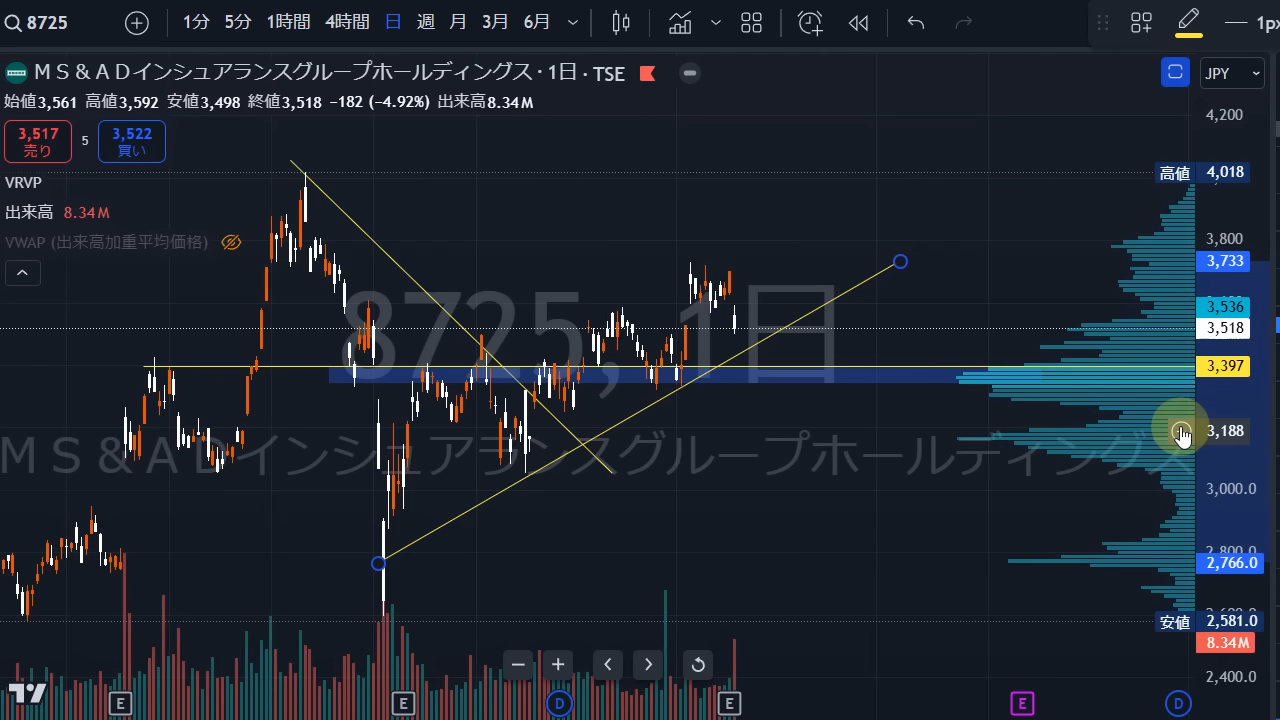 8725 1分 5分 1時間 4時間 日 週 月 3月 6月 1px
ＭＳ＆ＡＤインシュアランスグループホールディングス・1日・TSE JPY
始値3,561 高値3,592 安値3,498 終値3,518 −182 (−4.92%) 出来高8.34M
3,517 売り 5 3,522 買い
VRVP
出来高 8.34M
VWAP (出来高加重平均価格)
8725, 1日
ＭＳ＆ＡＤインシュアランスグループホールディングス
4,200
高値 4,018
3,800
3,733
3,536
3,518
3,397
3,188
3,000.0
2,800.0
2,766.0
2,600.0
安値 2,581.0
8.34M
2,400.0
E E D E E D